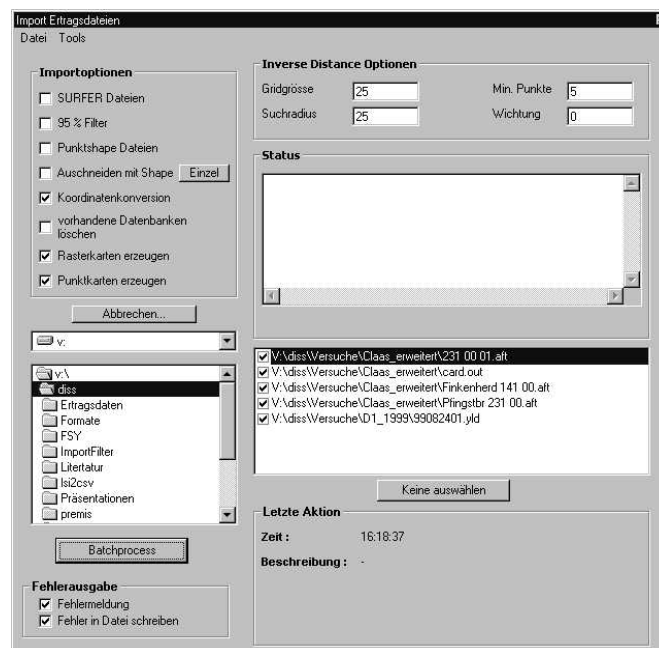 Import Ertragsdateien
Datei Tools
Importoptionen
SURFER Dateien
95 % Filter
Punktshape Dateien
Auschneiden mit Shape Einzel
Koordinatenkonversion
vorhandene Datenbanken
löschen
Rasterkarten erzeugen
Punktkarten erzeugen
Abbrechen...
v:
v:\
diss
Ertragsdaten
Formate
FSY
ImportFilter
Litertatur
lsi2csv
Präsentationen
premis
Batchprocess
Fehlerausgabe
Fehlermeldung
Fehler in Datei schreiben
Inverse Distance Optionen
Gridgrösse 25 Min. Punkte 5
Suchradius 25 Wichtung 0
Status
V:\diss\Versuche\Claas_erweitert\231 00 01.aft
V:\diss\Versuche\Claas_erweitert\card.out
V:\diss\Versuche\Claas_erweitert\Finkenherd 141 00.aft
V:\diss\Versuche\Claas_erweitert\Pfingstbr 231 00.aft
V:\diss\Versuche\D1_1999\99082401.yld
Keine auswählen
Letzte Aktion
Zeit : 16:18:37
Beschreibung : -